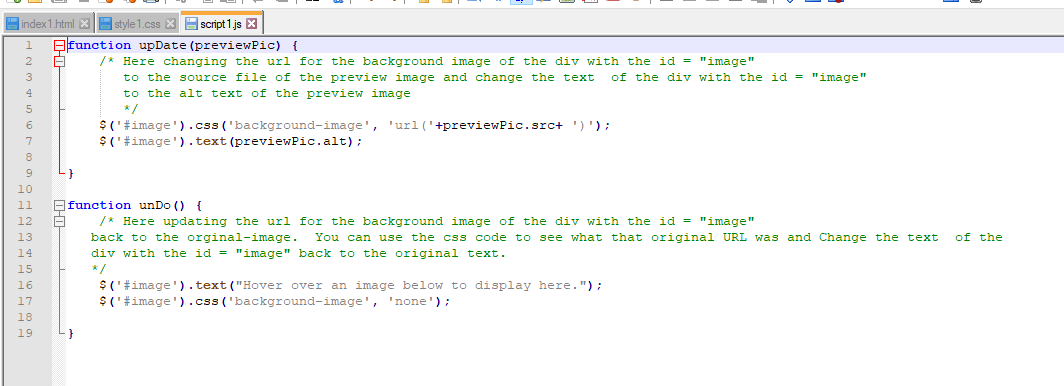 index1.html
style1.css
script1.js
1 function upDate(previewPic) {
2 /* Here changing the url for the background image of the div with the id = "image"
3 to the source file of the preview image and change the text  of the div with the id = "image"
4 to the alt text of the preview image
5 */
6 $('#image').css('background-image', 'url('+previewPic.src+ ')');
7 $('#image').text(previewPic.alt);
8
9 }
10
11 function unDo() {
12 /* Here updating the url for the background image of the div with the id = "image"
13 back to the orginal-image.  You can use the css code to see what that original URL was and Change the text  of the
14 div with the id = "image" back to the original text.
15 */
16 $('#image').text("Hover over an image below to display here.");
17 $('#image').css('background-image', 'none');
18
19 }